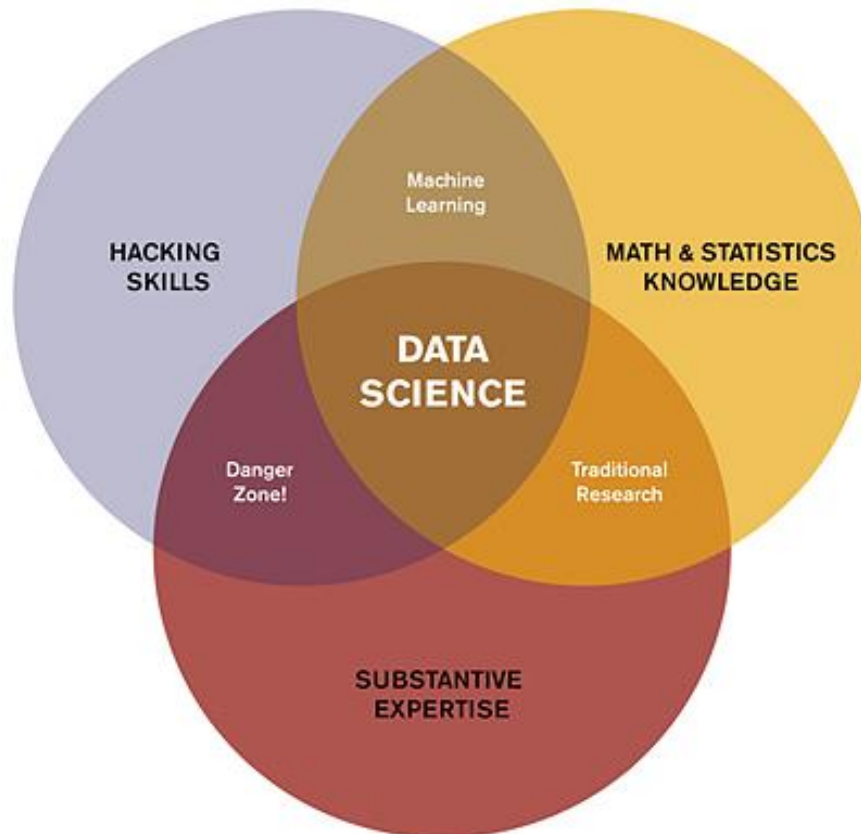 Machine
Learning
HACKING
SKILLS
MATH & STATISTICS
KNOWLEDGE
DATA
SCIENCE
Danger
Zone!
Traditional
Research
SUBSTANTIVE
EXPERTISE